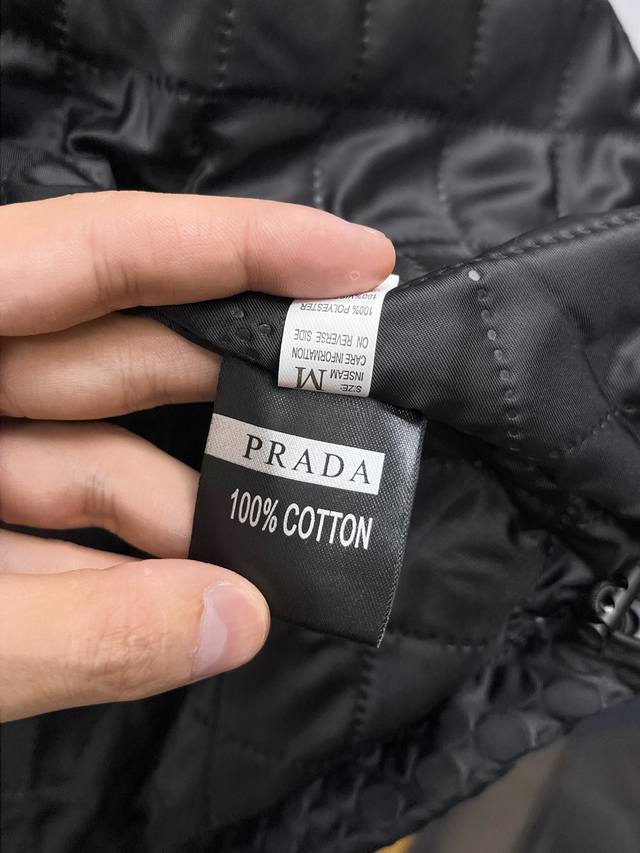 PRADA
100% COTTON
SIZE:
M
INSEAM
CARE INFORMATION
ON REVERSE SIDE
100% POLYESTER